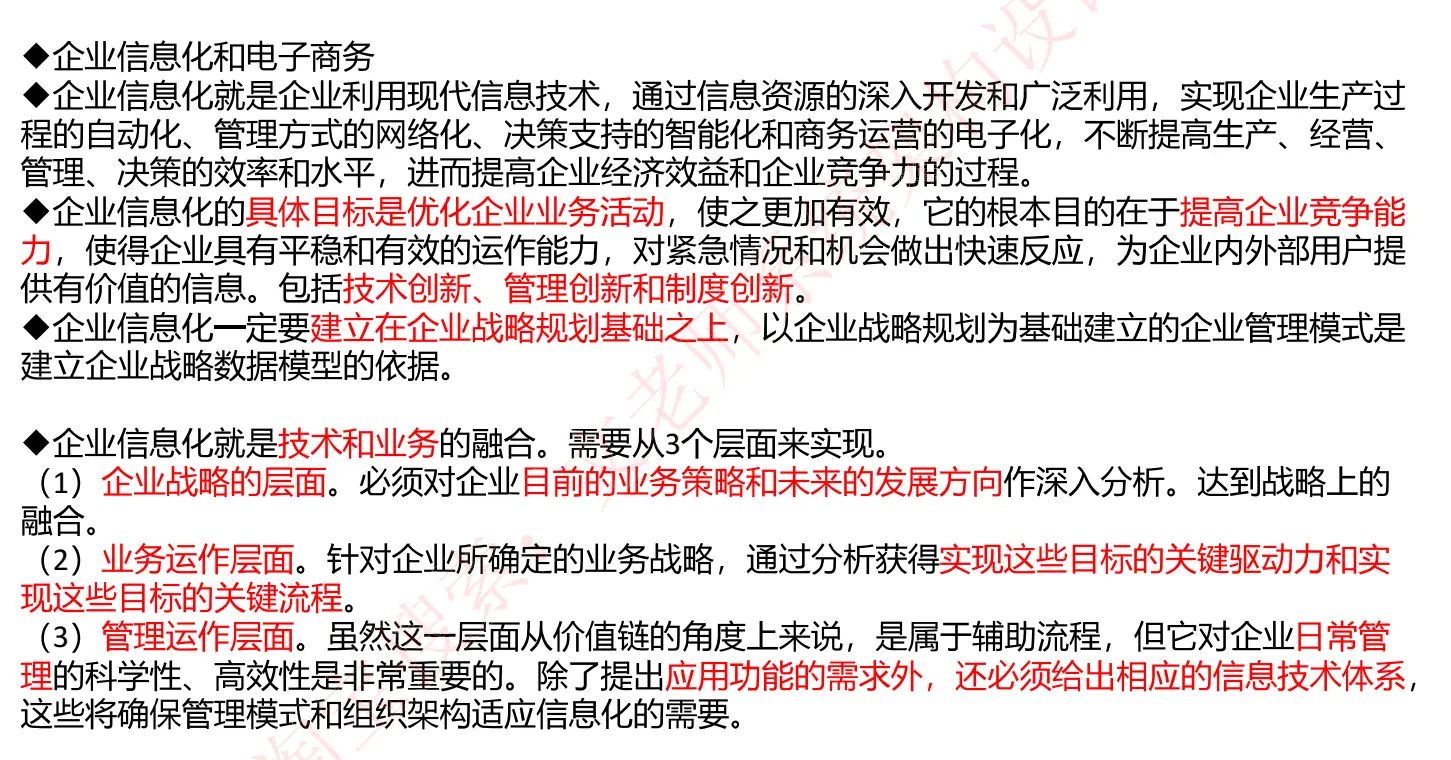 ◆企业信息化和电子商务
◆企业信息化就是企业利用现代信息技术，通过信息资源的深入开发和广泛利用，实现企业生产过
程的自动化、管理方式的网络化、决策支持的智能化和商务运营的电子化，不断提高生产、经营、
管理、决策的效率和水平，进而提高企业经济效益和企业竞争力的过程。
◆企业信息化的具体目标是优化企业业务活动，使之更加有效，它的根本目的在于提高企业竞争能
力，使得企业具有平稳和有效的运作能力，对紧急情况和机会做出快速反应，为企业内外部用户提
供有价值的信息。包括技术创新、管理创新和制度创新。
◆企业信息化一定要建立在企业战略规划基础之上，以企业战略规划为基础建立的企业管理模式是
建立企业战略数据模型的依据。
◆企业信息化就是技术和业务的融合。需要从3个层面来实现。
（1）企业战略的层面。必须对企业目前的业务策略和未来的发展方向作深入分析。达到战略上的
融合。
（2）业务运作层面。针对企业所确定的业务战略，通过分析获得实现这些目标的关键驱动力和实
现这些目标的关键流程。
（3）管理运作层面。虽然这一层面从价值链的角度上来说，是属于辅助流程，但它对企业日常管
理的科学性、高效性是非常重要的。除了提出应用功能的需求外，还必须给出相应的信息技术体系，
这些将确保管理模式和组织架构适应信息化的需要。